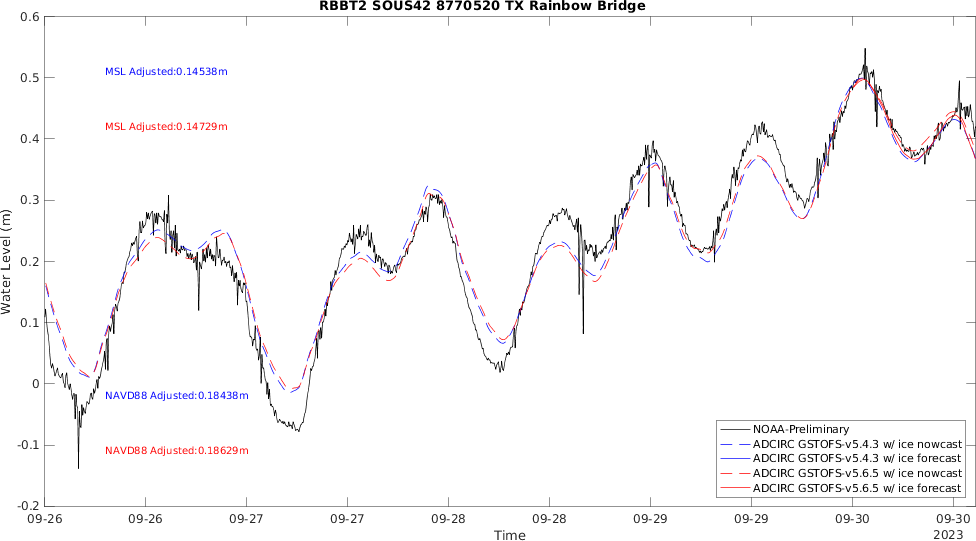 RBBT2 SOUS42 8770520 TX Rainbow Bridge
0.6
0.5
0.4
0.3
0.2
0.1
0
-0.1
-0.2
Water Level (m)
MSL Adjusted:0.14538m
MSL Adjusted:0.14729m
NAVD88 Adjusted:0.18438m
NAVD88 Adjusted:0.18629m
NOAA-Preliminary
ADCIRC GSTOFS-v5.4.3 w/ ice nowcast
ADCIRC GSTOFS-v5.4.3 w/ ice forecast
ADCIRC GSTOFS-v5.6.5 w/ ice nowcast
ADCIRC GSTOFS-v5.6.5 w/ ice forecast
09-26 09-26 09-27 09-27 09-28 09-28 09-29 09-29 09-30 09-30
2023
Time